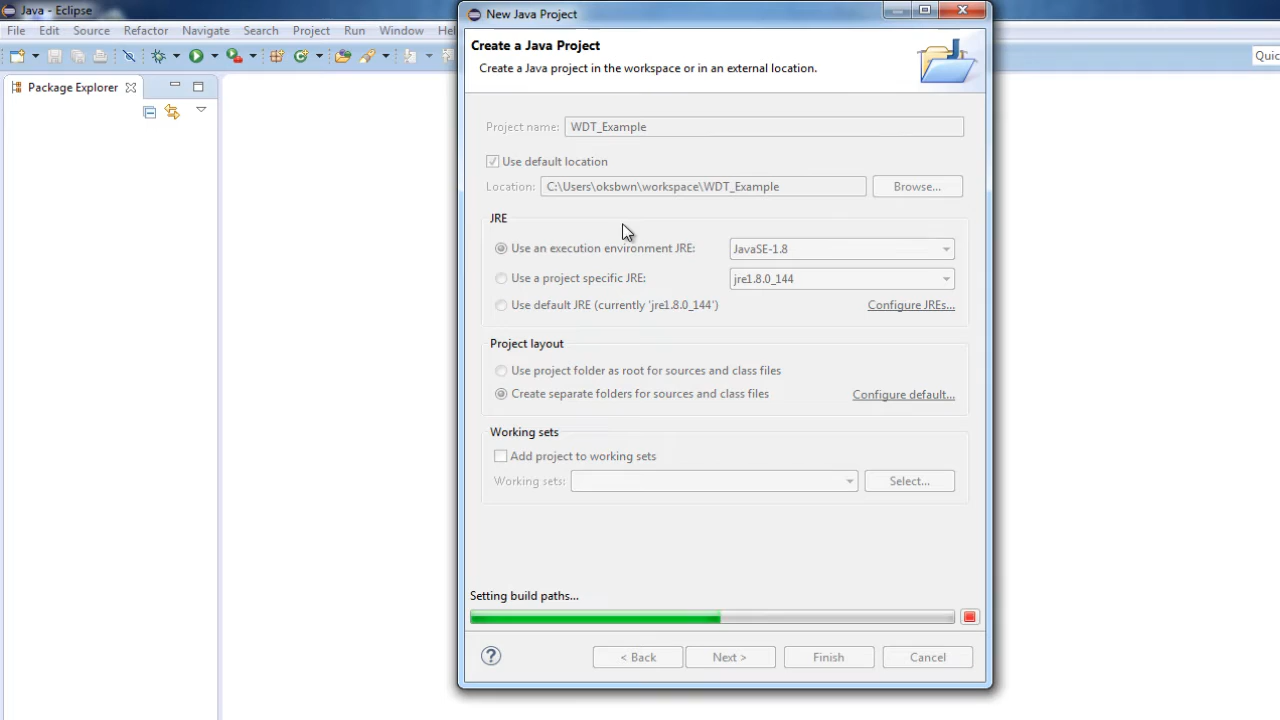 Java - Eclipse
New Java Project
File Edit Source Refactor Navigate Search Project Run Window Hel
Create a Java Project
Create a Java project in the workspace or in an external location.
Quic
Package Explorer
Project name: WDT_Example
Use default location
Location: C:\Users\oksbwn\workspace\WDT_Example Browse...
JRE
Use an execution environment JRE: JavaSE-1.8
Use a project specific JRE: jre1.8.0_144
Use default JRE (currently 'jre1.8.0_144') Configure JREs...
Project layout
Use project folder as root for sources and class files
Create separate folders for sources and class files Configure default...
Working sets
Add project to working sets
Working sets: Select...
Setting build paths...
? < Back Next > Finish Cancel